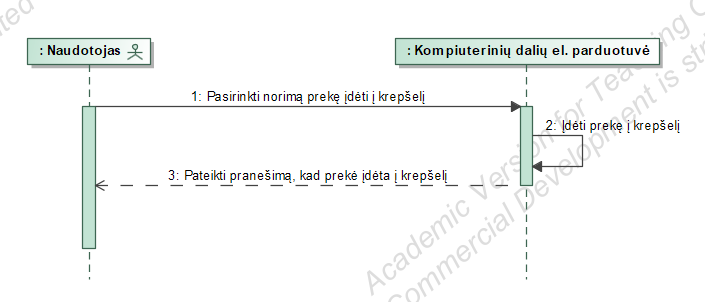 : Naudotojas
: Kompiuterinių dalių el. parduotuvė
1: Pasirinkti norimą prekę įdėti į krepšelį
2: Įdėti prekę į krepšelį
3: Pateikti pranešimą, kad prekė įdėta į krepšelį
Academic Version for Teaching
Commercial Development is